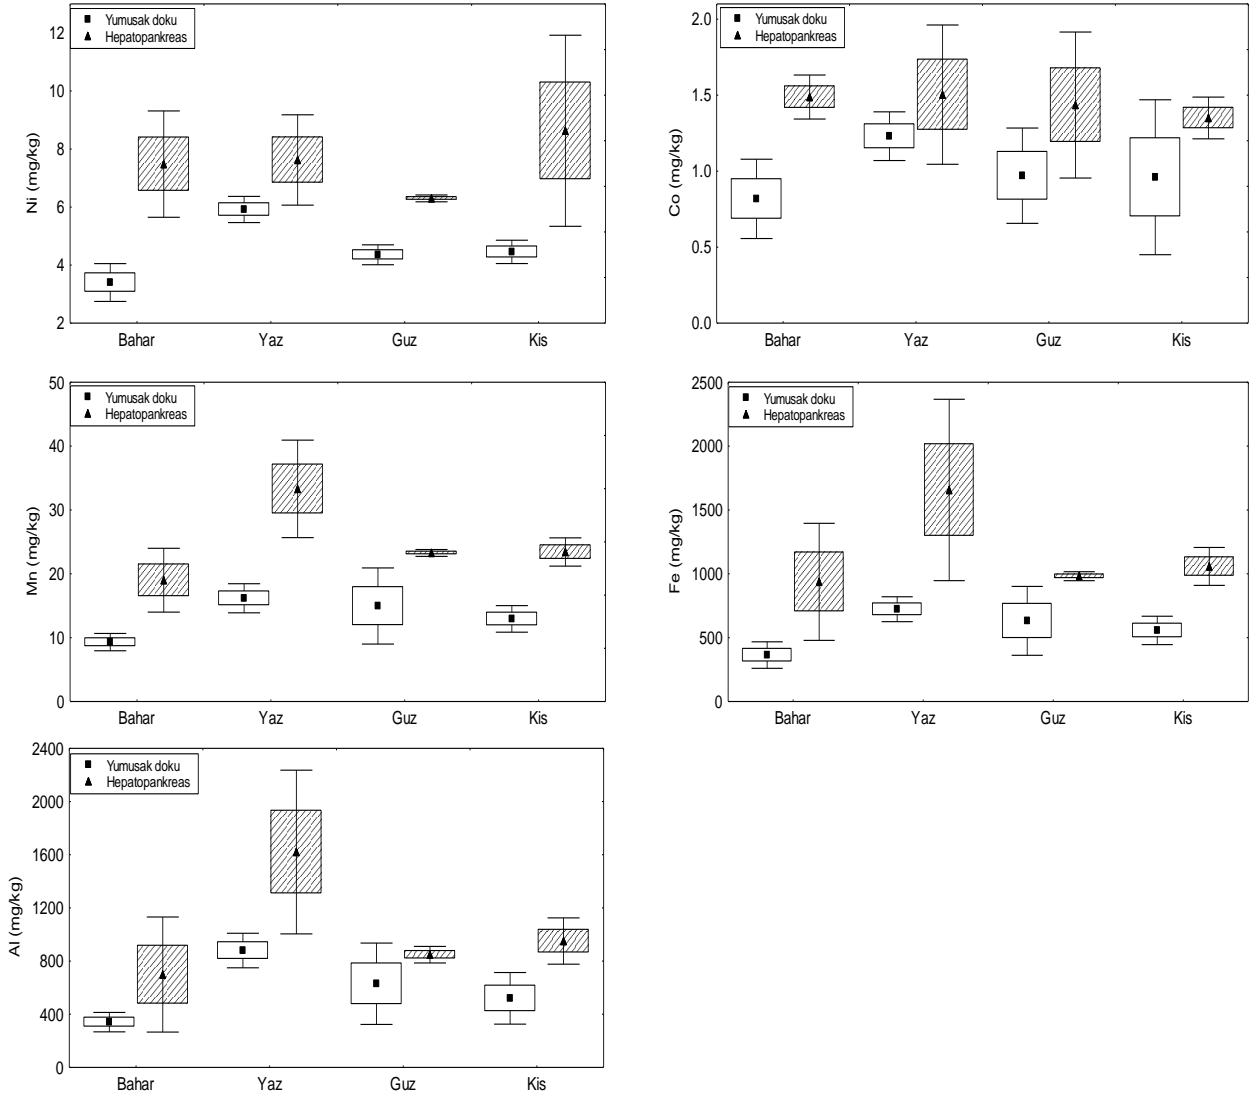 Yumusak doku
Hepatopankreas
Ni (mg/kg)
12
10
8
6
4
2
Bahar Yaz Guz Kis
Yumusak doku
Hepatopankreas
Co (mg/kg)
2.0
1.5
1.0
0.5
0.0
Bahar Yaz Guz Kis
Yumusak doku
Hepatopankreas
Mn (mg/kg)
50
40
30
20
10
0
Bahar Yaz Guz Kis
Yumusak doku
Hepatopankreas
Fe (mg/kg)
2500
2000
1500
1000
500
0
Bahar Yaz Guz Kis
Yumusak doku
Hepatopankreas
Al (mg/kg)
2400
2000
1600
1200
800
400
0
Bahar Yaz Guz Kis